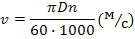 v = πDn / (60 · 1000) (м/с)